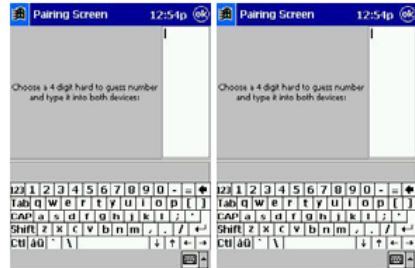 Pairing Screen 12:54p ok
Choose a 4 digit hard to guess number
and type it into both devices:
123 1 2 3 4 5 6 7 8 9 0 - =
Tab q w e r t y u i o p [ ]
CAP a s d f g h j k l ; '
Shift z x c v b n m , . /
Ctl áü ` \
Pairing Screen 12:54p ok
Choose a 4 digit hard to guess number
and type it into both devices:
123 1 2 3 4 5 6 7 8 9 0 - =
Tab q w e r t y u i o p [ ]
CAP a s d f g h j k l ; '
Shift z x c v b n m , . /
Ctl áü ` \